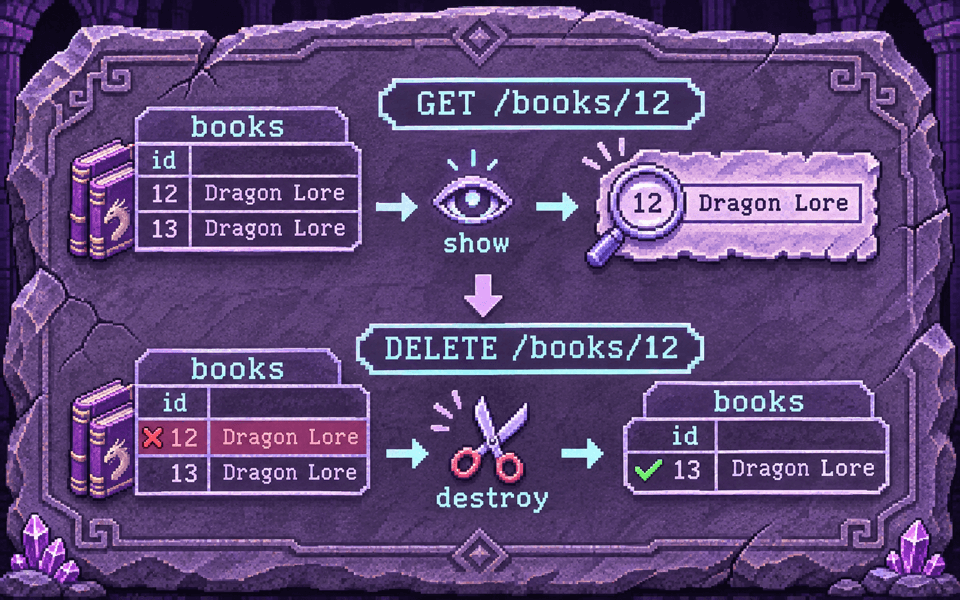 GET /books/12
books
id
12 Dragon Lore
13 Dragon Lore
show
12 Dragon Lore
DELETE /books/12
books
id
12 Dragon Lore
13 Dragon Lore
destroy
books
id
13 Dragon Lore